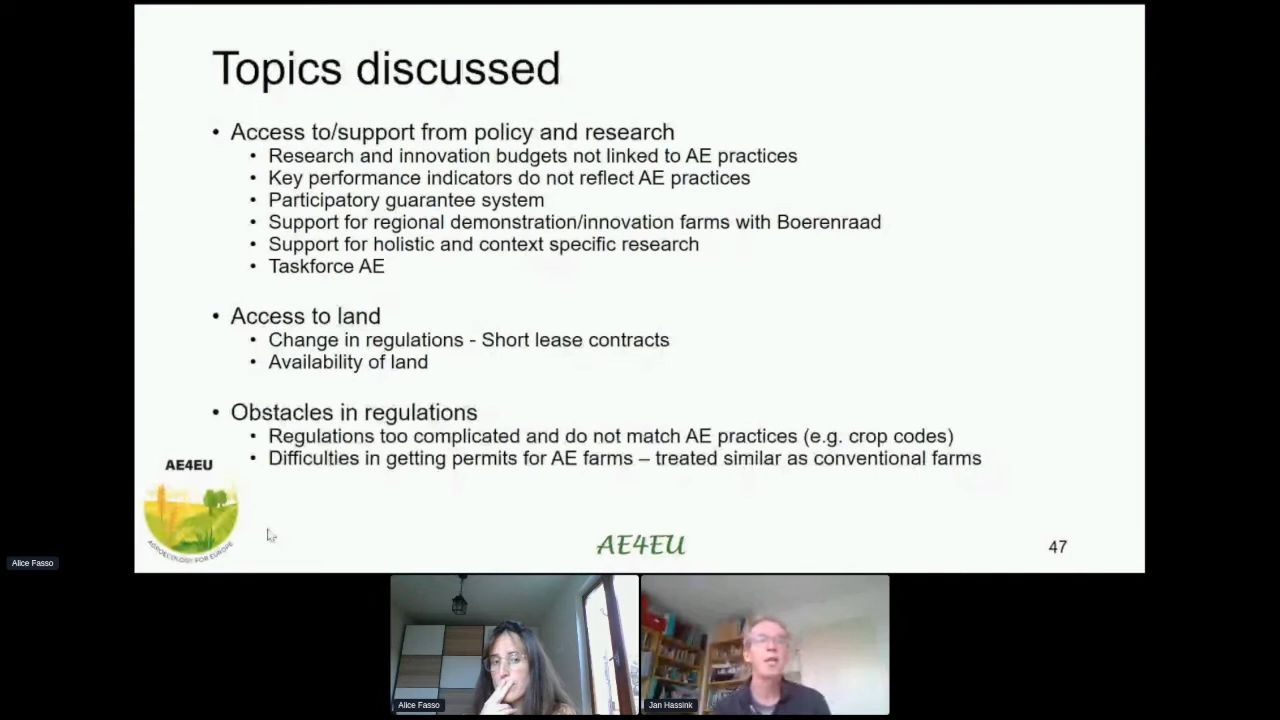 Topics discussed
• Access to/support from policy and research
• Research and innovation budgets not linked to AE practices
• Key performance indicators do not reflect AE practices
• Participatory guarantee system
• Support for regional demonstration/innovation farms with Boerenraad
• Support for holistic and context specific research
• Taskforce AE
• Access to land
• Change in regulations - Short lease contracts
• Availability of land
• Obstacles in regulations
• Regulations too complicated and do not match AE practices (e.g. crop codes)
• Difficulties in getting permits for AE farms – treated similar as conventional farms
AE4EU
AGROECOLOGY FOR EUROPE
AE4EU
47
Alice Fasso
Alice Fasso
Jan Hassink